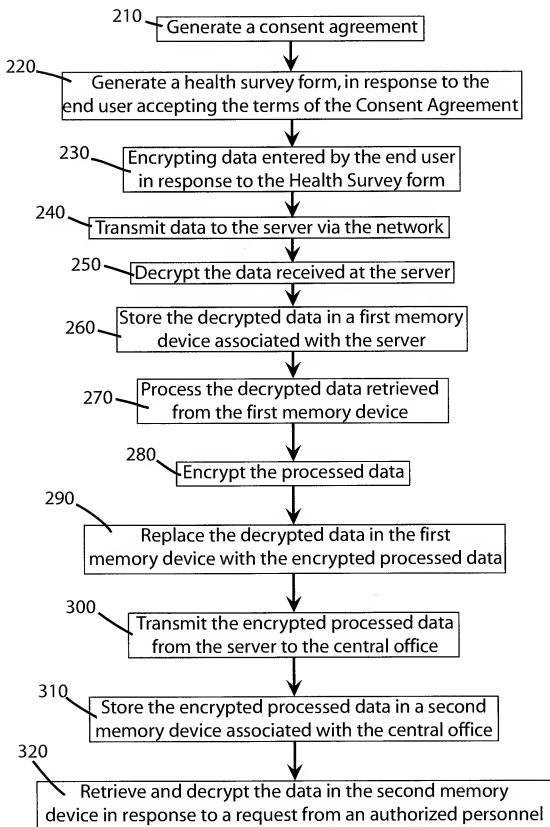 210
Generate a consent agreement
220
Generate a health survey form, in response to the
end user accepting the terms of the Consent Agreement
230
Encrypting data entered by the end user
in response to the Health Survey form
240
Transmit data to the server via the network
250
Decrypt the data received at the server
260
Store the decrypted data in a first memory
device associated with the server
270
Process the decrypted data retrieved
from the first memory device
280
Encrypt the processed data
290
Replace the decrypted data in the first
memory device with the encrypted processed data
300
Transmit the encrypted processed data
from the server to the central office
310
Store the encrypted processed data in a second
memory device associated with the central office
320
Retrieve and decrypt the data in the second memory
device in response to a request from an authorized personnel